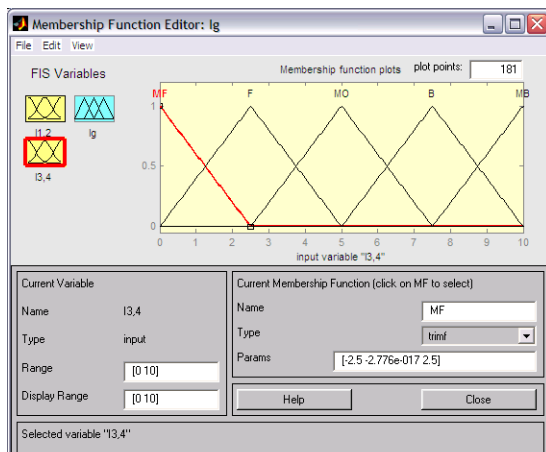 Membership Function Editor: Ig
File Edit View
FIS Variables
I1,2
Ig
I3,4
Membership function plots
plot points:
181
MF F MO B MB
1
0.5
0
0 1 2 3 4 5 6 7 8 9 10
input variable "I3,4"
Current Variable
Name I3,4
Type input
Range [0 10]
Display Range [0 10]
Current Membership Function (click on MF to select)
Name MF
Type trimf
Params [-2.5 -2.776e-017 2.5]
Help Close
Selected variable "I3,4"